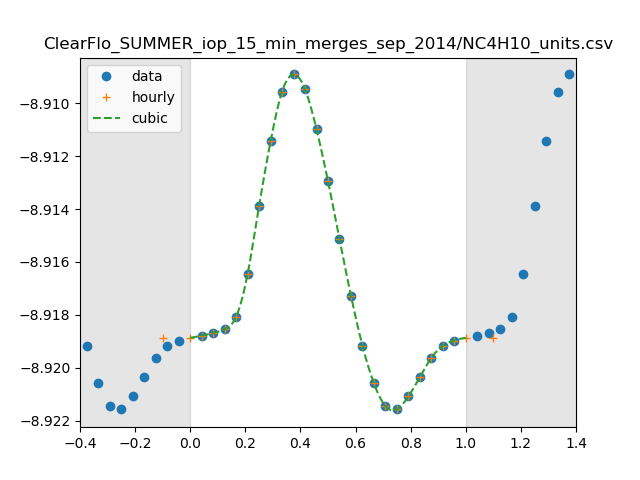 ClearFlo_SUMMER_iop_15_min_merges_sep_2014/NC4H10_units.csv
data
hourly
cubic
−8.910
−8.912
−8.914
−8.916
−8.918
−8.920
−8.922
−0.4 −0.2 0.0 0.2 0.4 0.6 0.8 1.0 1.2 1.4